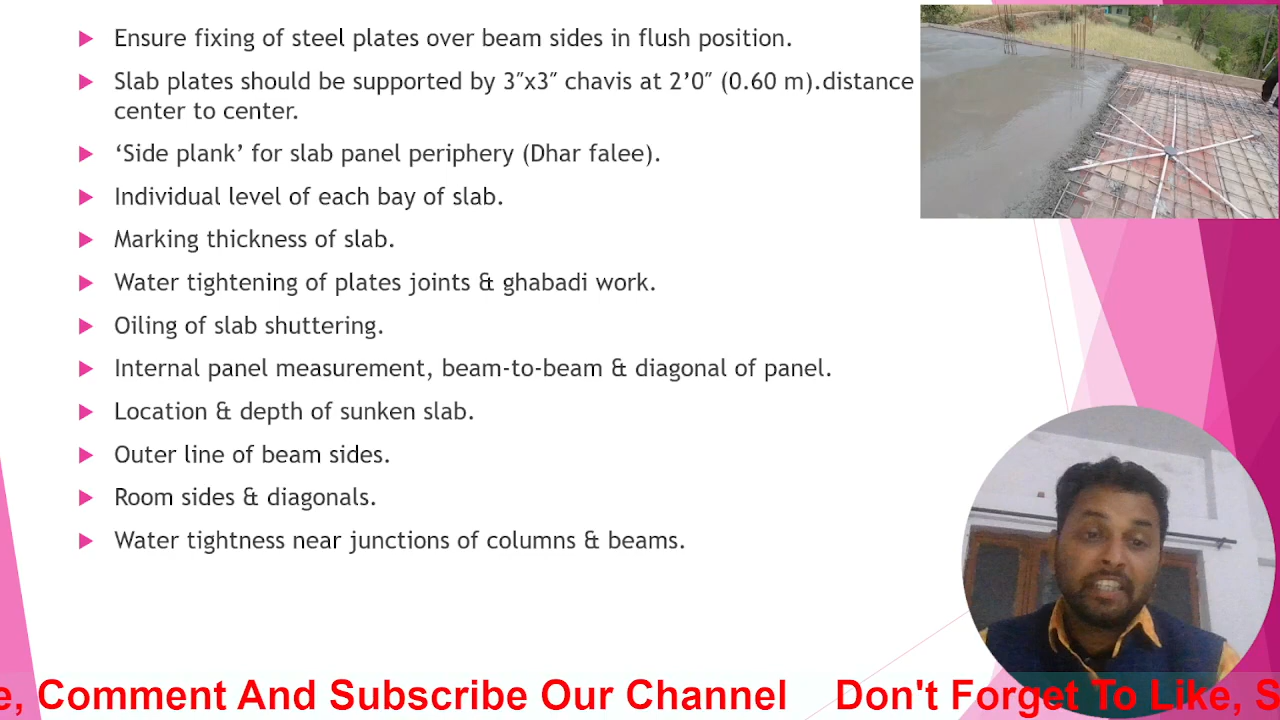 Ensure fixing of steel plates over beam sides in flush position.
Slab plates should be supported by 3″x3″ chavis at 2’0″ (0.60 m).distance
center to center.
‘Side plank’ for slab panel periphery (Dhar falee).
Individual level of each bay of slab.
Marking thickness of slab.
Water tightening of plates joints & ghabadi work.
Oiling of slab shuttering.
Internal panel measurement, beam-to-beam & diagonal of panel.
Location & depth of sunken slab.
Outer line of beam sides.
Room sides & diagonals.
Water tightness near junctions of columns & beams.
e, Comment And Subscribe Our Channel Don't Forget To Like, S